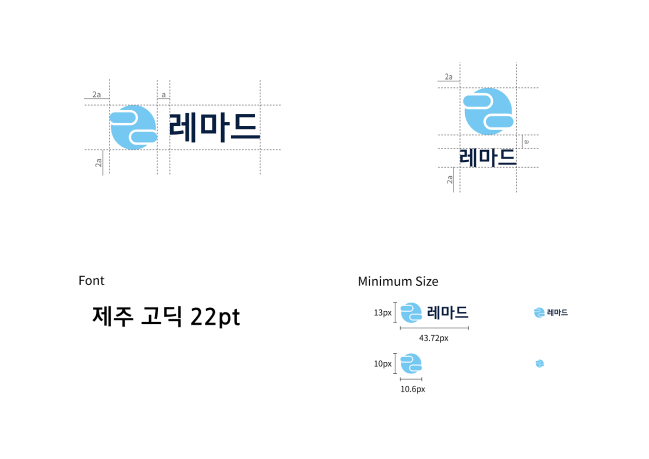 2a
a
레마드
2a
2a
a
레마드
2a
Font
제주 고딕 22pt
Minimum Size
13px
레마드
43.72px
레마드
10px
10.6px